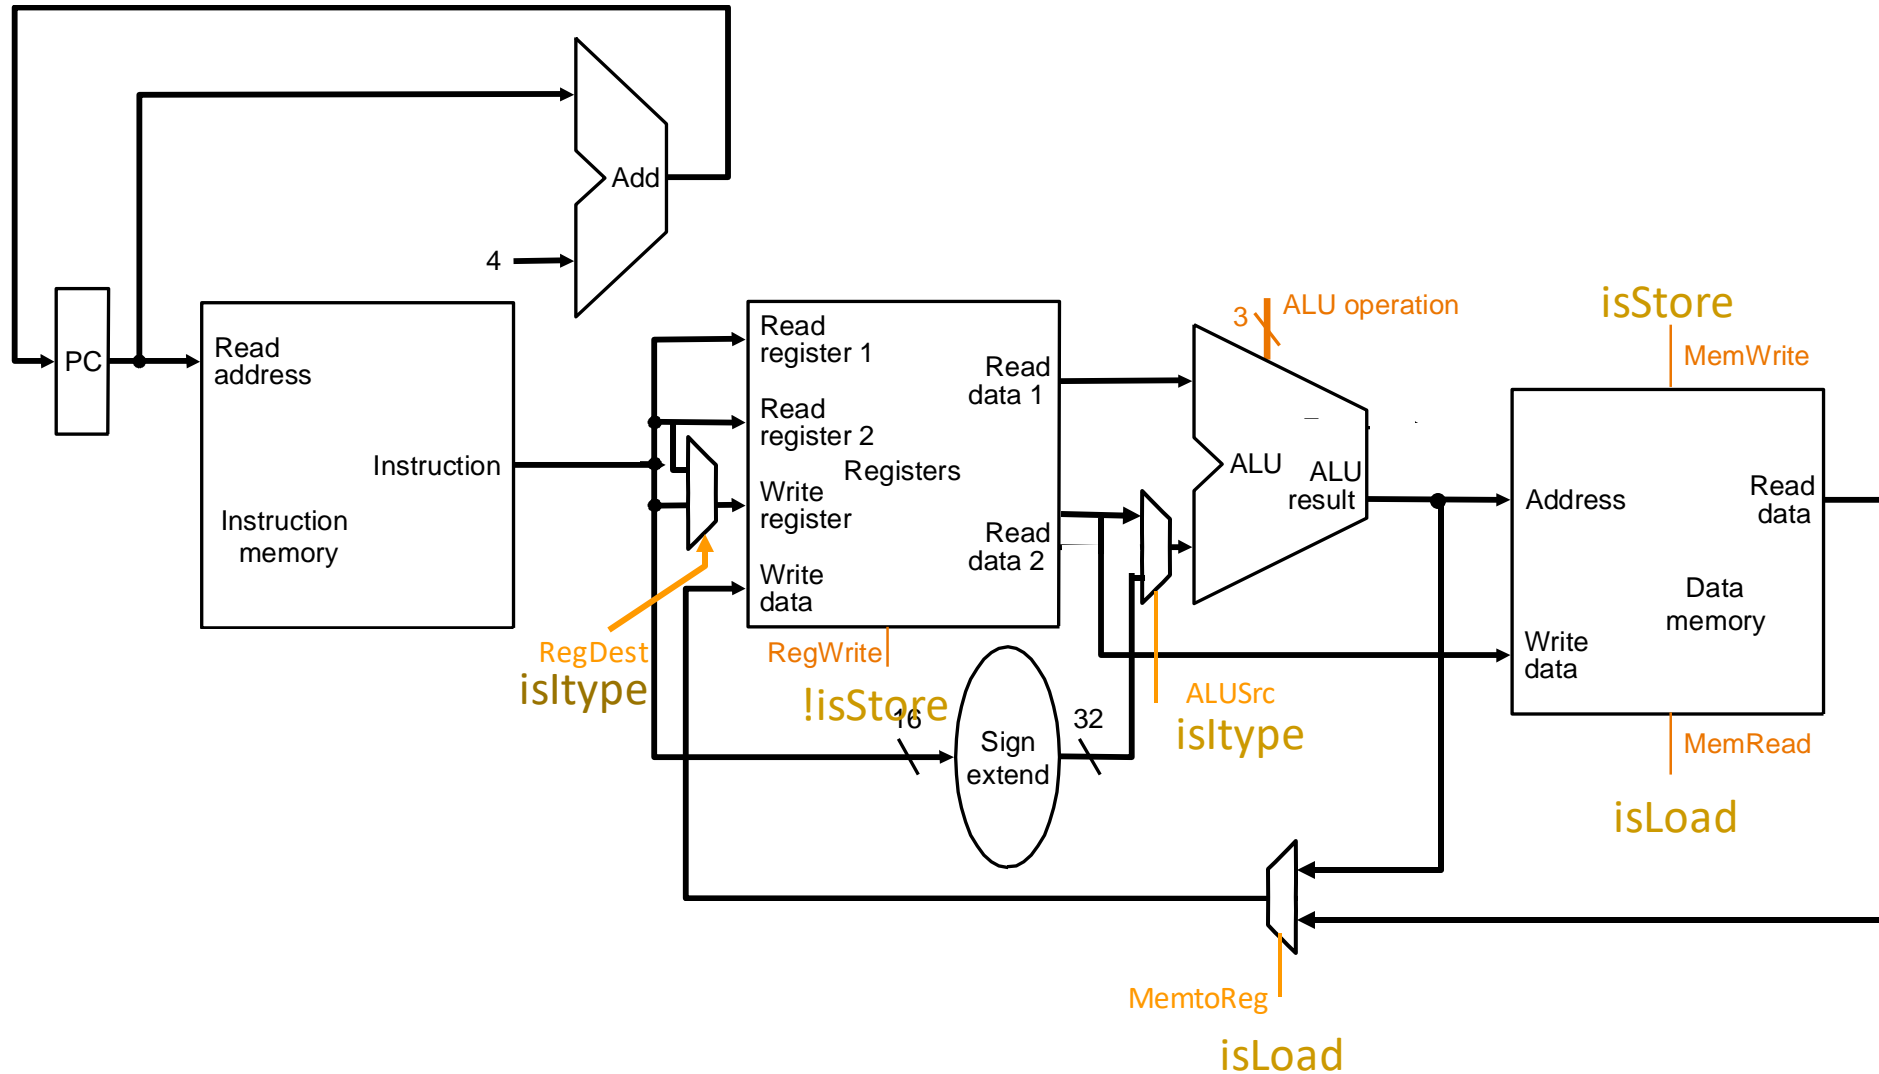 Add
4
PC
Read
address
Instruction
Instruction
memory
Read
register 1
Read
register 2
Registers
Write
register
Write
data
Read
data 1
Read
data 2
RegDest
isItype
RegWrite
!isStore
16
Sign
extend
32
3
ALU operation
ALU
ALU
result
ALUSrc
isItype
isStore
MemWrite
Address
Read
data
Data
memory
Write
data
MemRead
isLoad
MemtoReg
isLoad